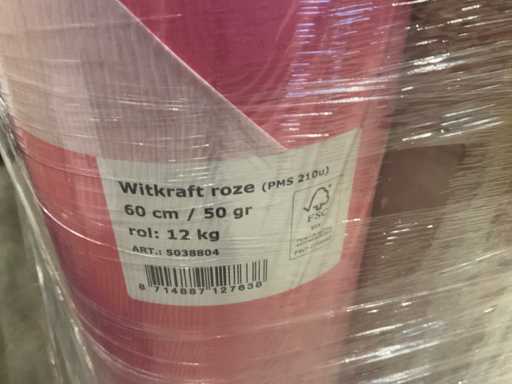 Witkraft roze (PMS 210u)
60 cm / 50 gr
rol: 12 kg
ART.: 5038804
8 714887 127638
FSC